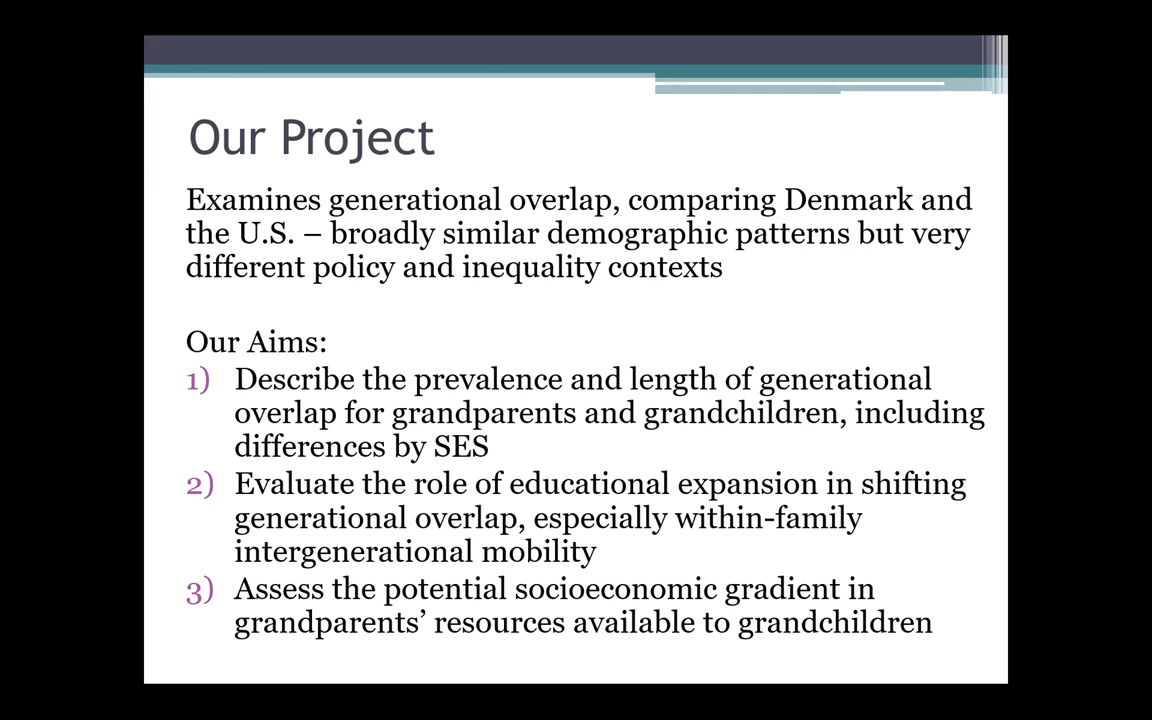 Our Project
Examines generational overlap, comparing Denmark and
the U.S. – broadly similar demographic patterns but very
different policy and inequality contexts
Our Aims:
1) Describe the prevalence and length of generational
overlap for grandparents and grandchildren, including
differences by SES
2) Evaluate the role of educational expansion in shifting
generational overlap, especially within-family
intergenerational mobility
3) Assess the potential socioeconomic gradient in
grandparents’ resources available to grandchildren